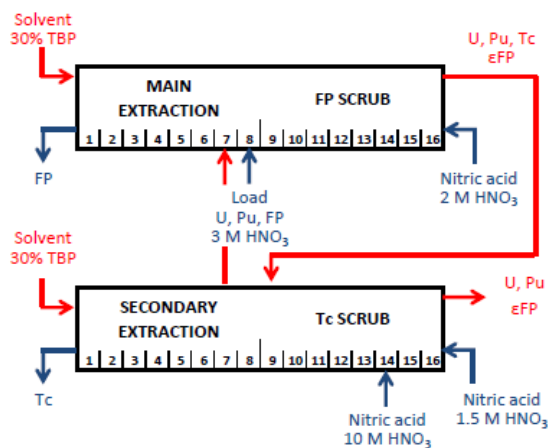 Solvent
30% TBP
U, Pu, Tc
εFP
MAIN
EXTRACTION
FP SCRUB
1 2 3 4 5 6 7 8 9 10 11 12 13 14 15 16
FP
Load
U, Pu, FP
3 M HNO₃
Nitric acid
2 M HNO₃
Solvent
30% TBP
SECONDARY
EXTRACTION
Tc SCRUB
U, Pu
εFP
1 2 3 4 5 6 7 8 9 10 11 12 13 14 15 16
Tc
Nitric acid
10 M HNO₃
Nitric acid
1.5 M HNO₃